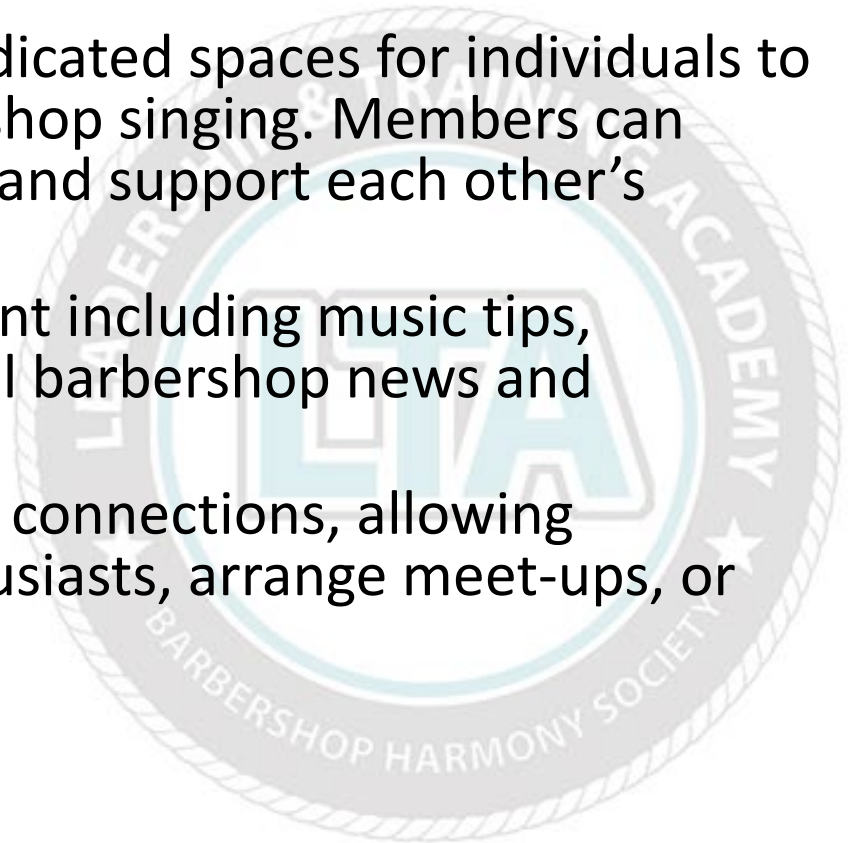 dicated spaces for individuals to
shop singing. Members can
and support each other’s
nt including music tips,
l barbershop news and
connections, allowing
usiasts, arrange meet-ups, or
LEADERSHIP & TRAINING ACADEMY
LTA
BARBERSHOP HARMONY SOCIETY